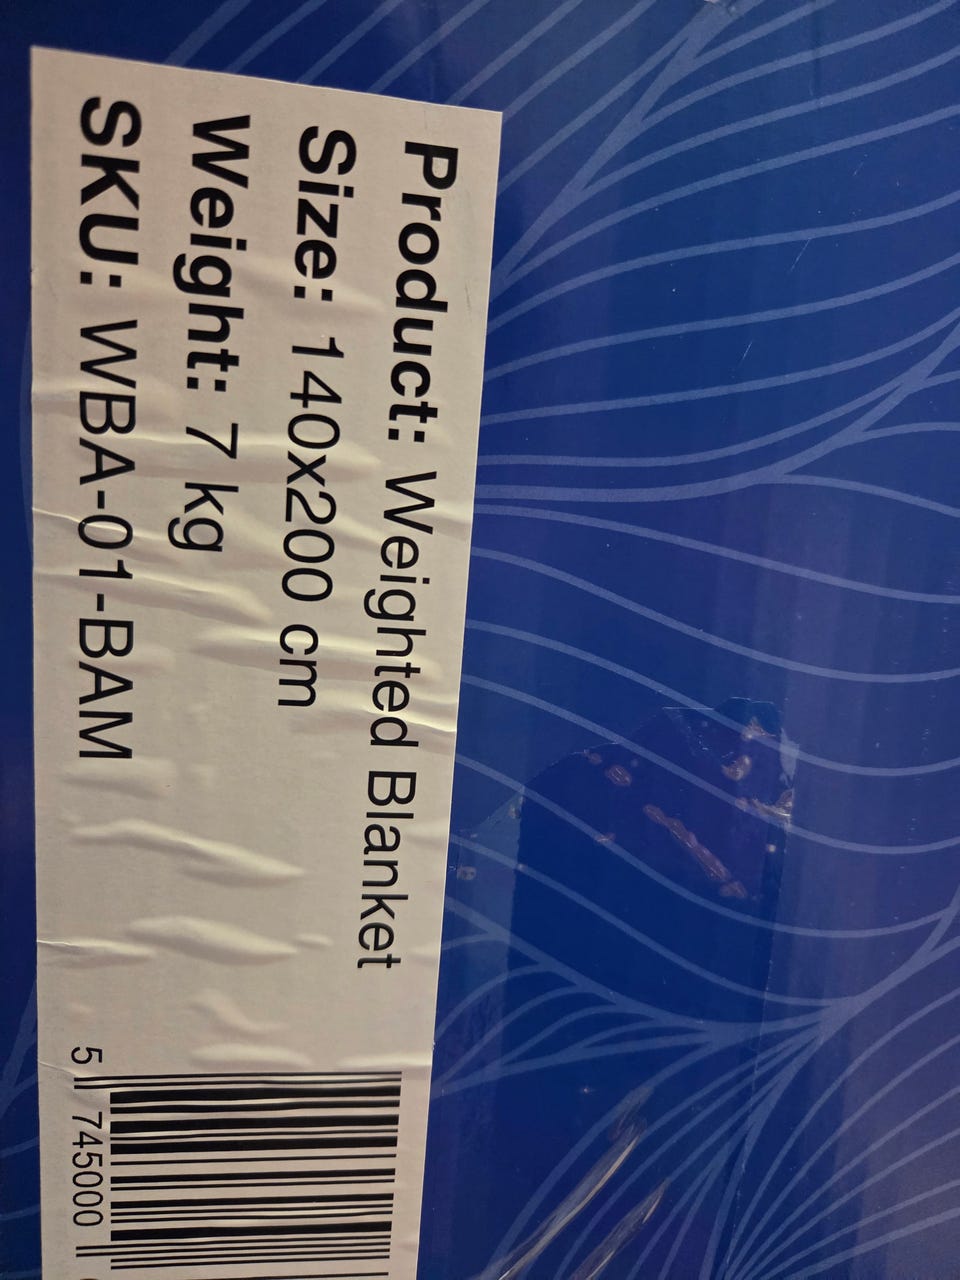 Product: Weighted Blanket
Size: 140x200 cm
Weight: 7 kg
SKU: WBA-01-BAM
5 745000